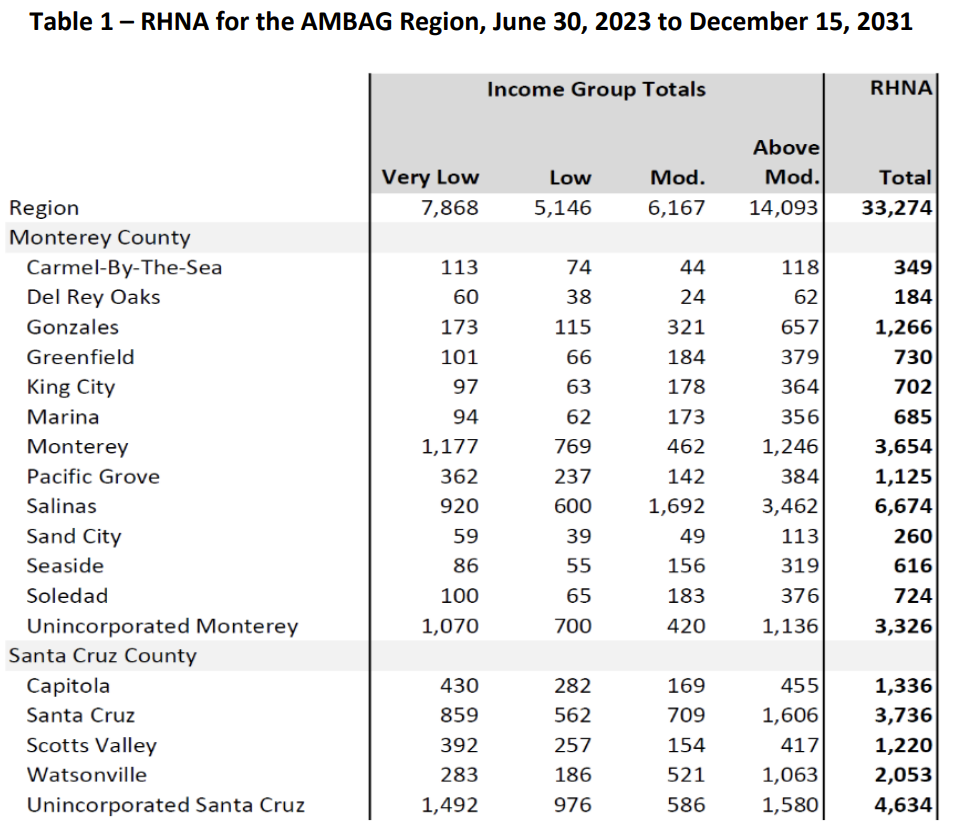 Table 1 – RHNA for the AMBAG Region, June 30, 2023 to December 15, 2031
Income Group Totals RHNA
Above
Very Low Low Mod. Mod. Total
Region 7,868 5,146 6,167 14,093 33,274
Monterey County
Carmel-By-The-Sea 113 74 44 118 349
Del Rey Oaks 60 38 24 62 184
Gonzales 173 115 321 657 1,266
Greenfield 101 66 184 379 730
King City 97 63 178 364 702
Marina 94 62 173 356 685
Monterey 1,177 769 462 1,246 3,654
Pacific Grove 362 237 142 384 1,125
Salinas 920 600 1,692 3,462 6,674
Sand City 59 39 49 113 260
Seaside 86 55 156 319 616
Soledad 100 65 183 376 724
Unincorporated Monterey 1,070 700 420 1,136 3,326
Santa Cruz County
Capitola 430 282 169 455 1,336
Santa Cruz 859 562 709 1,606 3,736
Scotts Valley 392 257 154 417 1,220
Watsonville 283 186 521 1,063 2,053
Unincorporated Santa Cruz 1,492 976 586 1,580 4,634